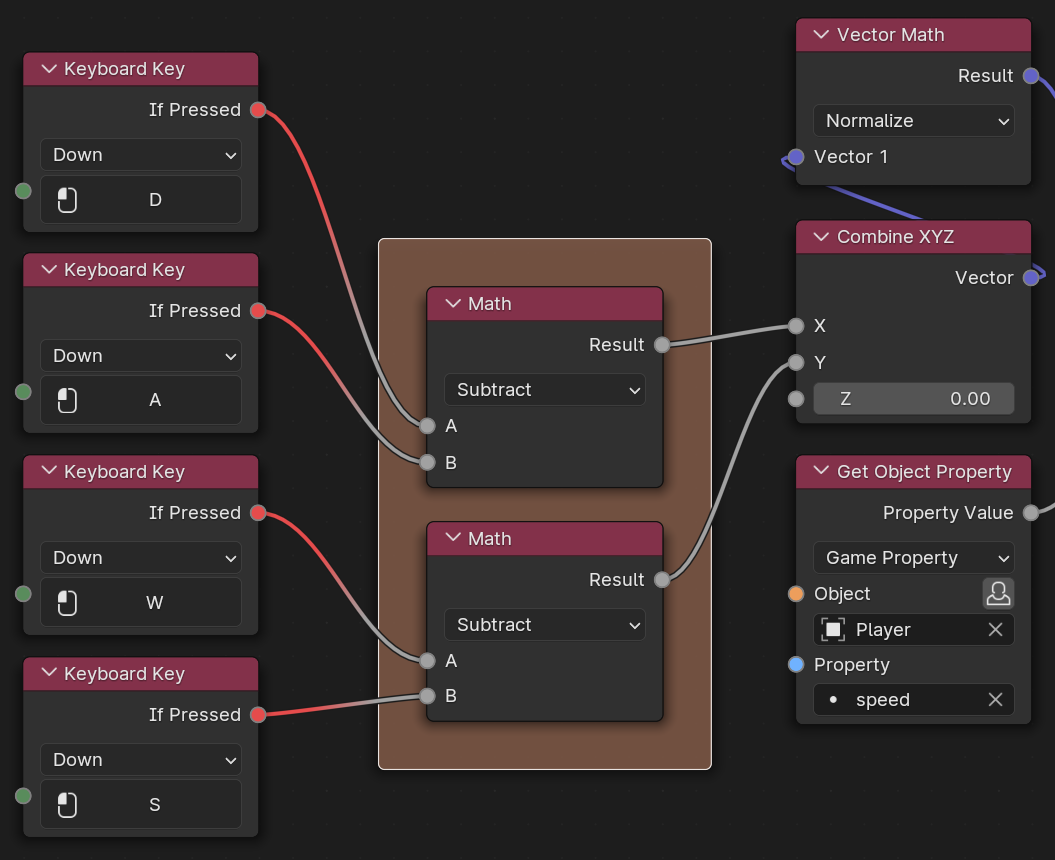 Keyboard Key
If Pressed
Down
D
Keyboard Key
If Pressed
Down
A
Keyboard Key
If Pressed
Down
W
Keyboard Key
If Pressed
Down
S
Math
Result
Subtract
A
B
Math
Result
Subtract
A
B
Vector Math
Result
Normalize
Vector 1
Combine XYZ
Vector
X
Y
Z 0.00
Get Object Property
Property Value
Game Property
Object
Player
Property
speed